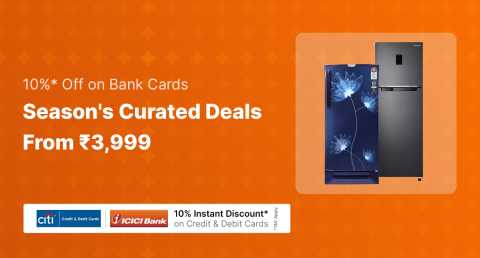 10%* Off on Bank Cards
Season's Curated Deals
From ₹3,999
citi Credit & Debit Cards
ICICI Bank
10% Instant Discount*
on Credit & Debit Cards